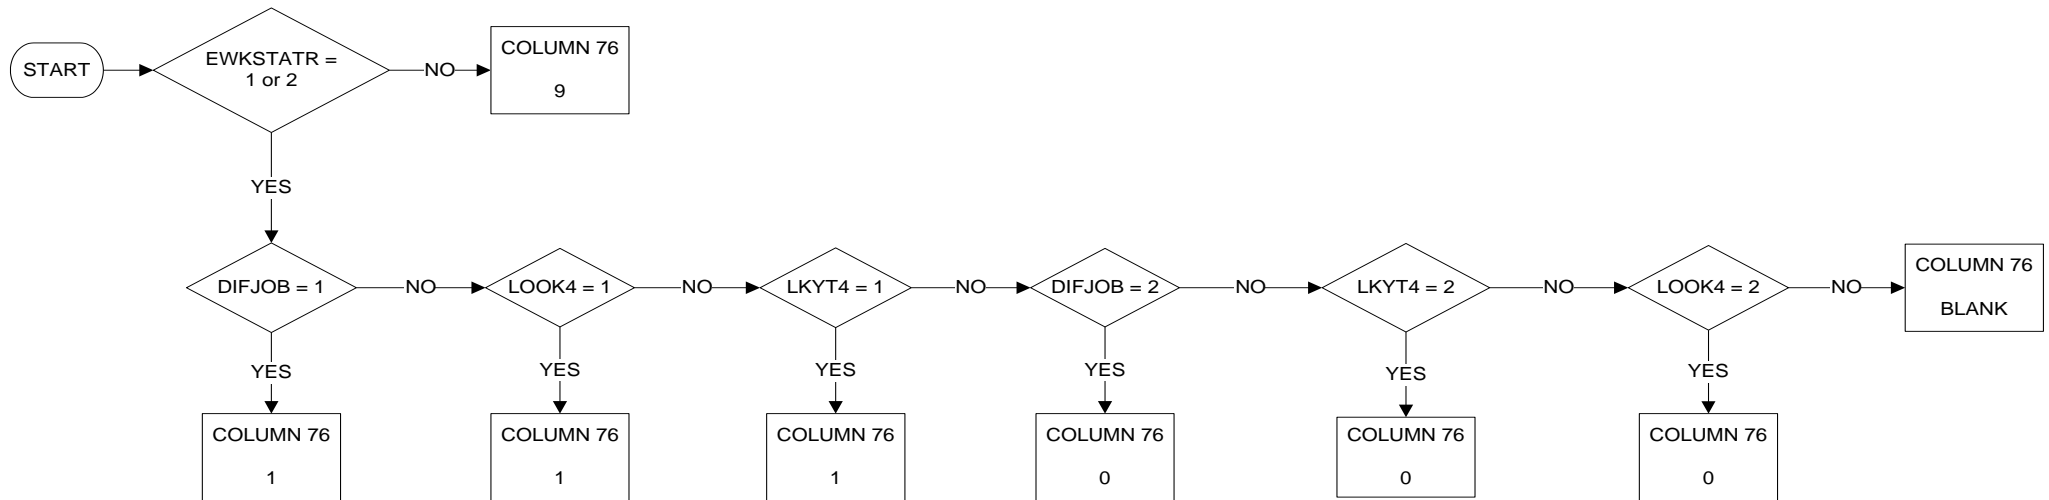 START
EWKSTATR =
1 or 2
NO
COLUMN 76
9
YES
DIFJOB = 1
NO
LOOK4 = 1
NO
LKYT4 = 1
NO
DIFJOB = 2
NO
LKYT4 = 2
NO
LOOK4 = 2
NO
COLUMN 76
BLANK
YES
YES
YES
YES
YES
YES
COLUMN 76
1
COLUMN 76
1
COLUMN 76
1
COLUMN 76
0
COLUMN 76
0
COLUMN 76
0